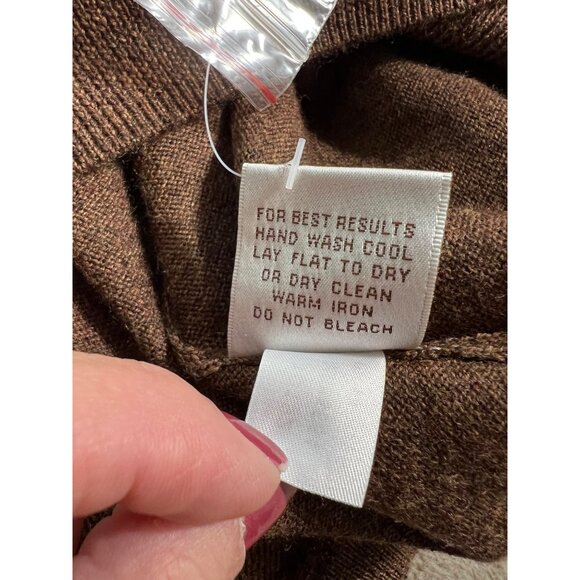 FOR BEST RESULTS
HAND WASH COOL
LAY FLAT TO DRY
OR DRY CLEAN
WARM IRON
DO NOT BLEACH